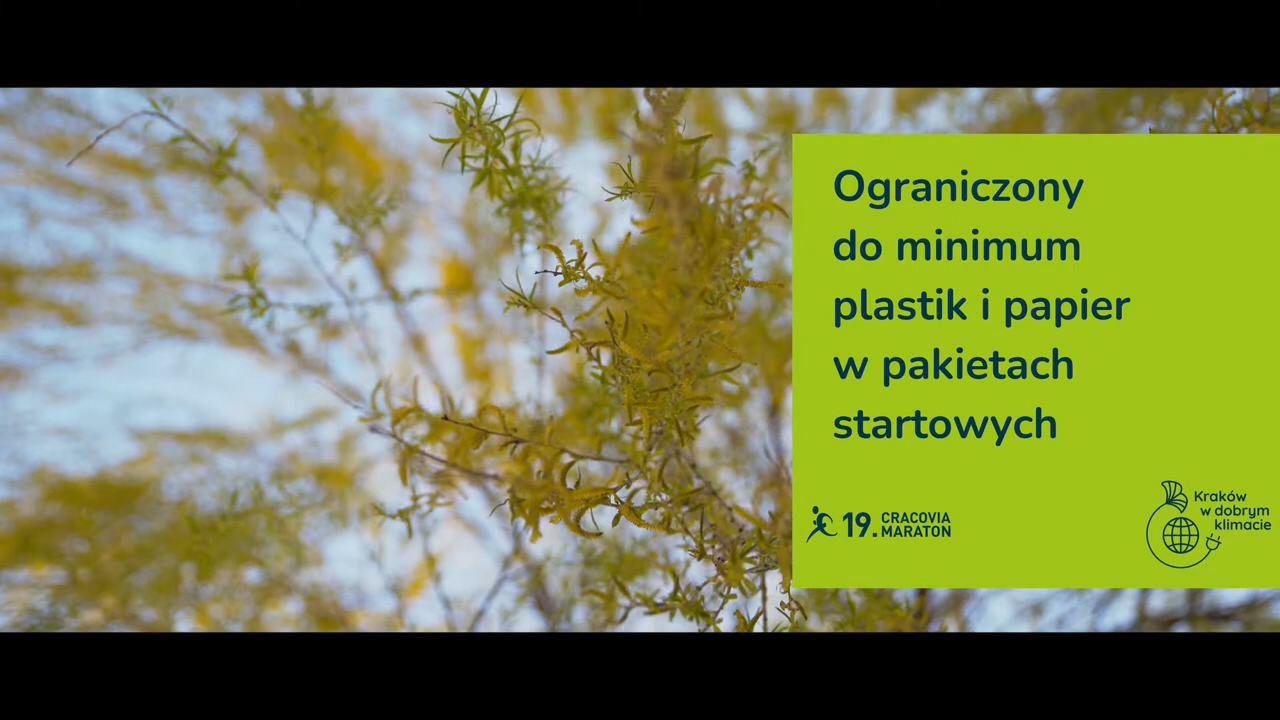 Ograniczony
do minimum
plastik i papier
w pakietach
startowych
19. CRACOVIA
MARATON
Kraków
w dobrym
klimacie